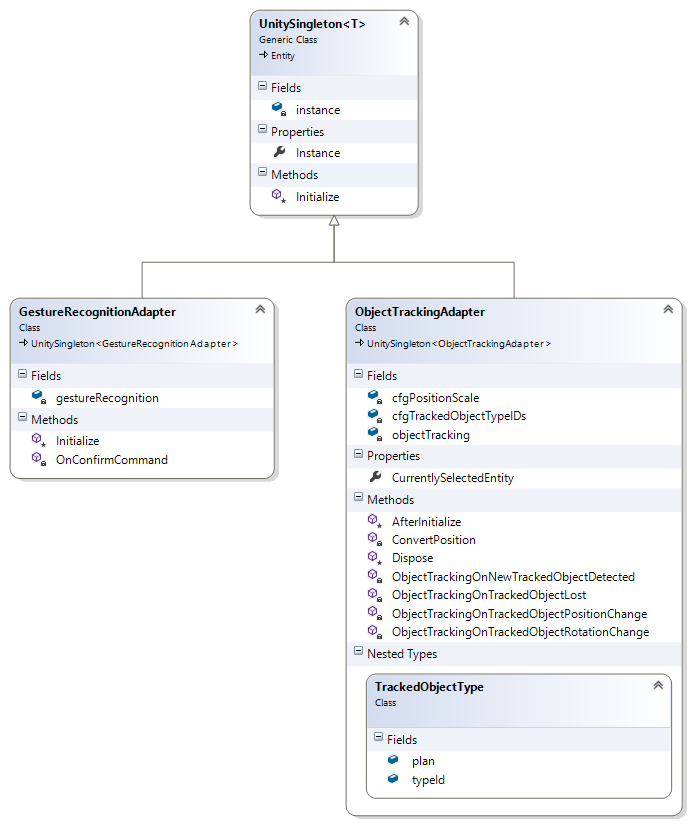 UnitySingleton<T>
Generic Class
Entity
Fields
instance
Properties
Instance
Methods
Initialize
GestureRecognitionAdapter
Class
UnitySingleton<GestureRecognitionAdapter>
Fields
gestureRecognition
Methods
Initialize
OnConfirmCommand
ObjectTrackingAdapter
Class
UnitySingleton<ObjectTrackingAdapter>
Fields
cfgPositionScale
cfgTrackedObjectTypeIDs
objectTracking
Properties
CurrentlySelectedEntity
Methods
AfterInitialize
ConvertPosition
Dispose
ObjectTrackingOnNewTrackedObjectDetected
ObjectTrackingOnTrackedObjectLost
ObjectTrackingOnTrackedObjectPositionChange
ObjectTrackingOnTrackedObjectRotationChange
Nested Types
TrackedObjectType
Class
Fields
plan
typeId